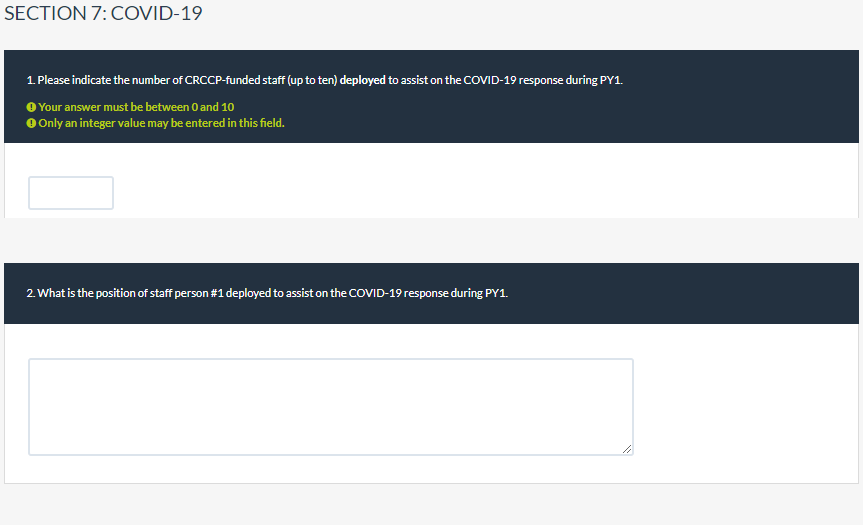 SECTION 7: COVID-19
1. Please indicate the number of CRCCP-funded staff (up to ten) deployed to assist on the COVID-19 response during PY1.
Your answer must be between 0 and 10
Only an integer value may be entered in this field.
2. What is the position of staff person #1 deployed to assist on the COVID-19 response during PY1.